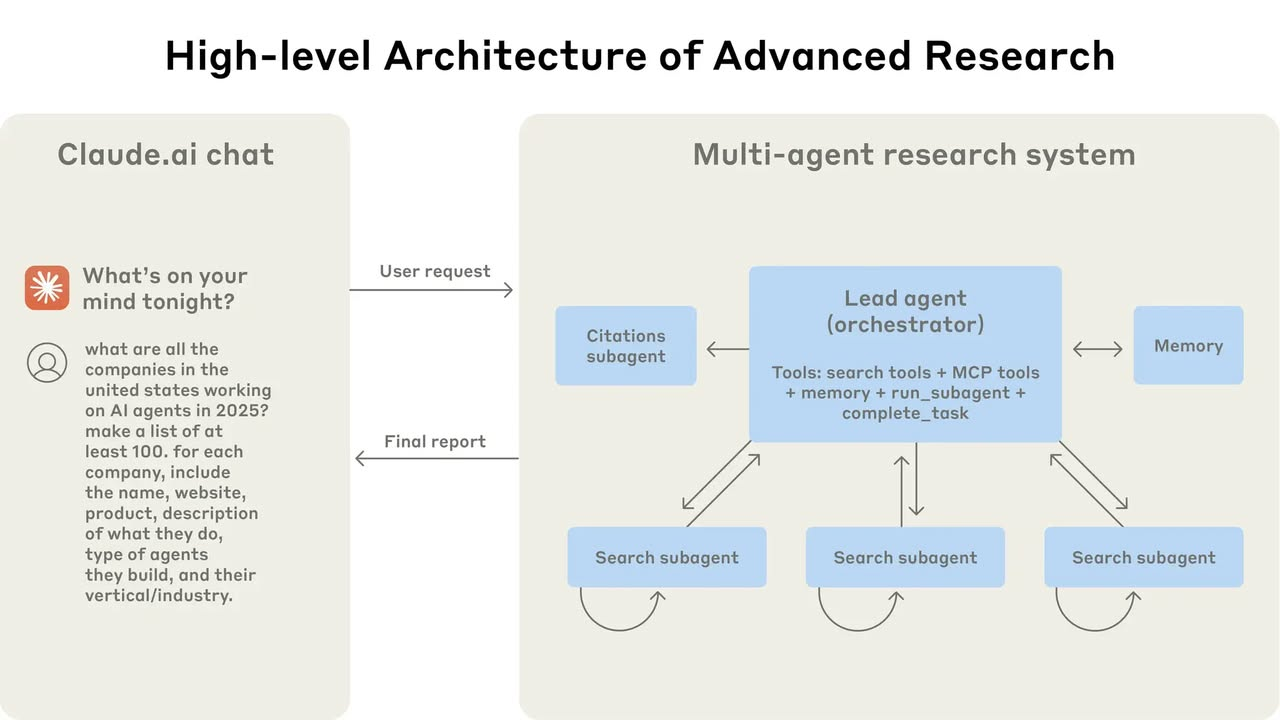 High-level Architecture of Advanced Research
Claude.ai chat
What's on your
mind tonight?
what are all the
companies in the
united states working
on AI agents in 2025?
make a list of at
least 100. for each
company, include
the name, website,
product, description
of what they do,
type of agents
they build, and their
vertical/industry.
User request
Final report
Multi-agent research system
Citations
subagent
Lead agent
(orchestrator)
Tools: search tools + MCP tools
+ memory + run_subagent +
complete_task
Memory
Search subagent
Search subagent
Search subagent